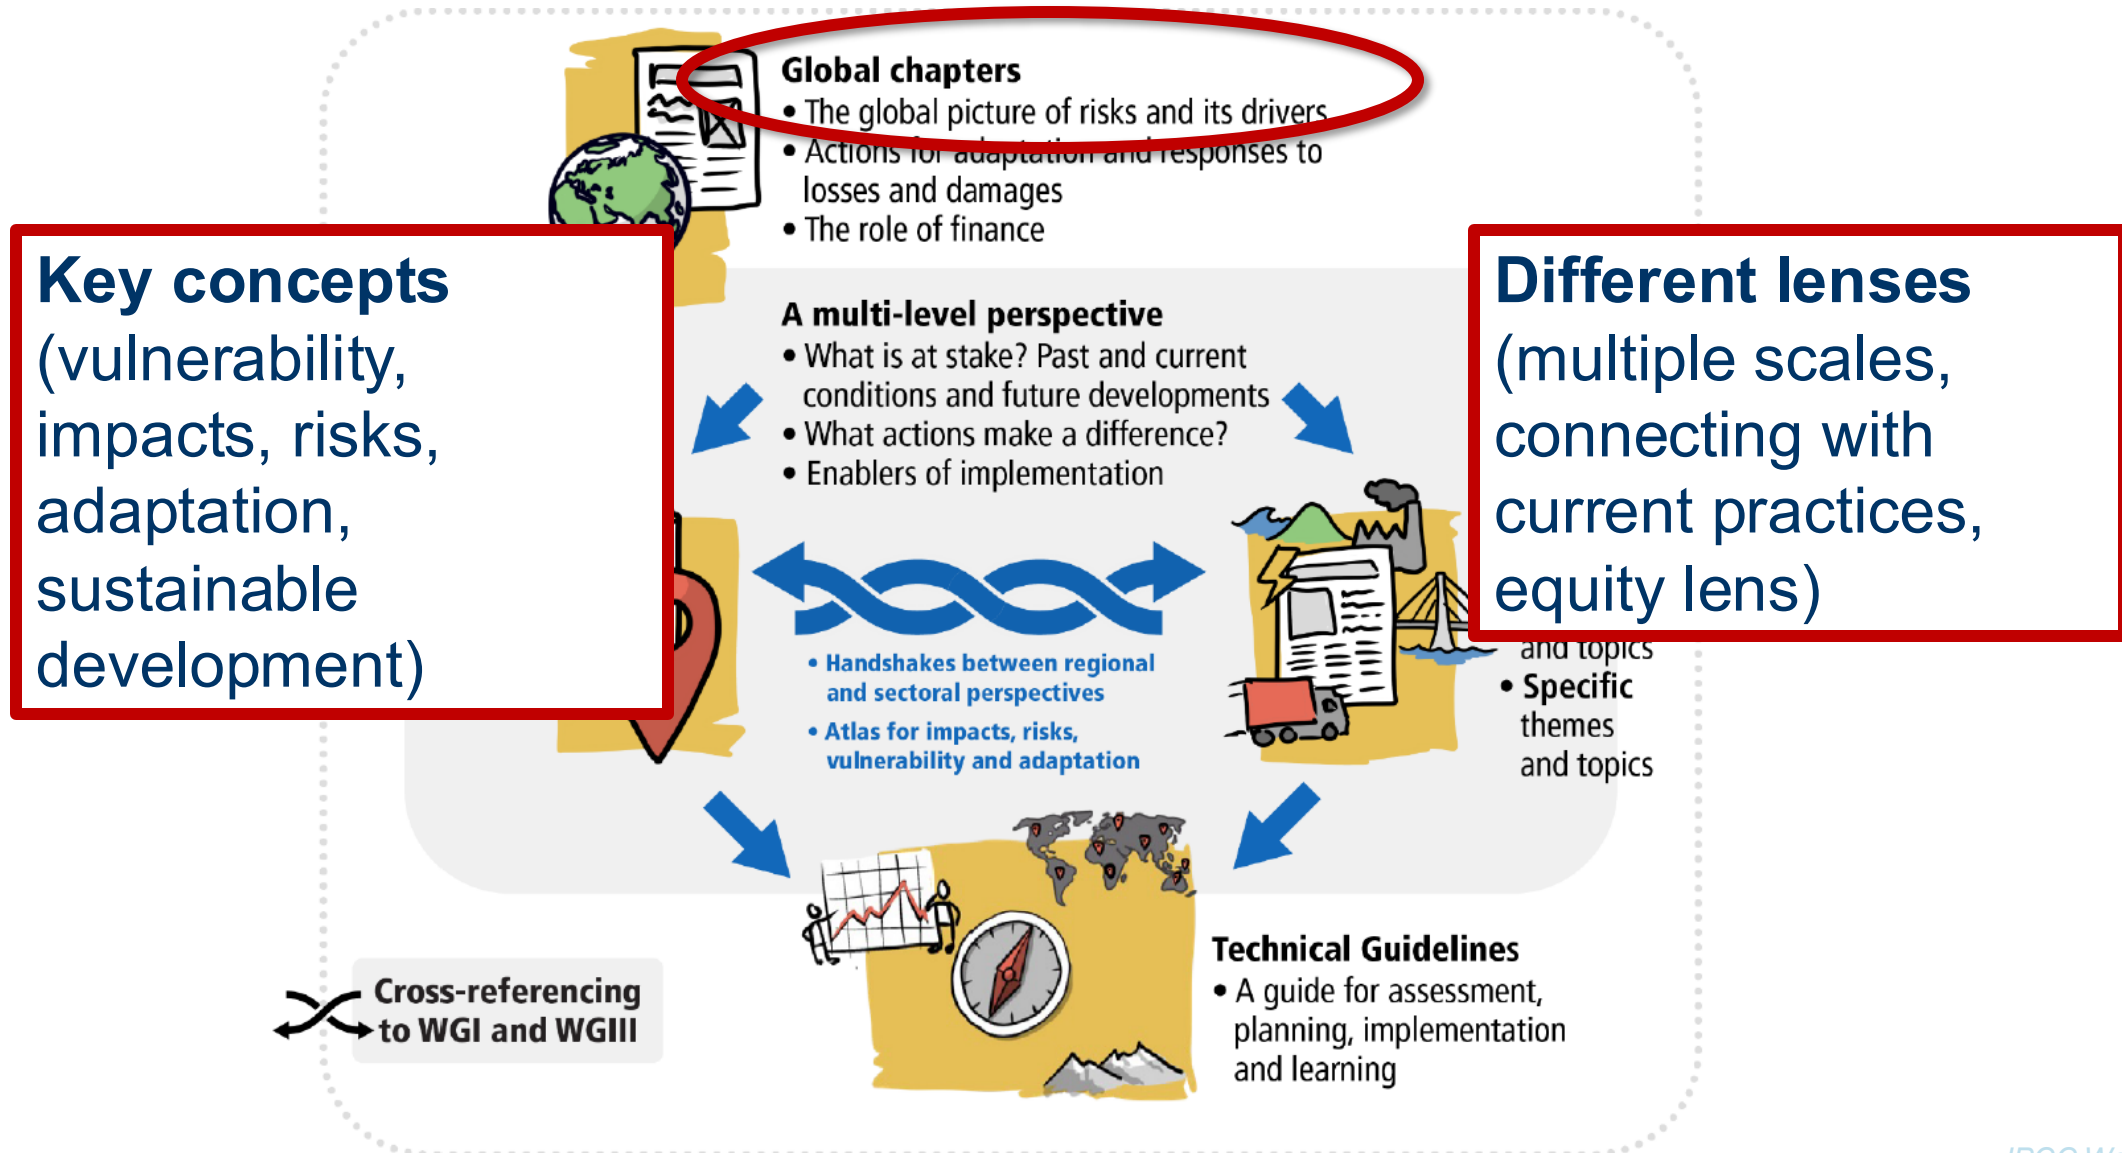 Global chapters
• The global picture of risks and its drivers
• Actions for adaptation and responses to
losses and damages
• The role of finance
Key concepts
(vulnerability,
impacts, risks,
adaptation,
sustainable
development)
A multi-level perspective
• What is at stake? Past and current
conditions and future developments
• What actions make a difference?
• Enablers of implementation
Different lenses
(multiple scales,
connecting with
current practices,
equity lens)
• Handshakes between regional
and sectoral perspectives
• Atlas for impacts, risks,
vulnerability and adaptation
and topics
• Specific
themes
and topics
Technical Guidelines
• A guide for assessment,
planning, implementation
and learning
Cross-referencing
to WGI and WGIII